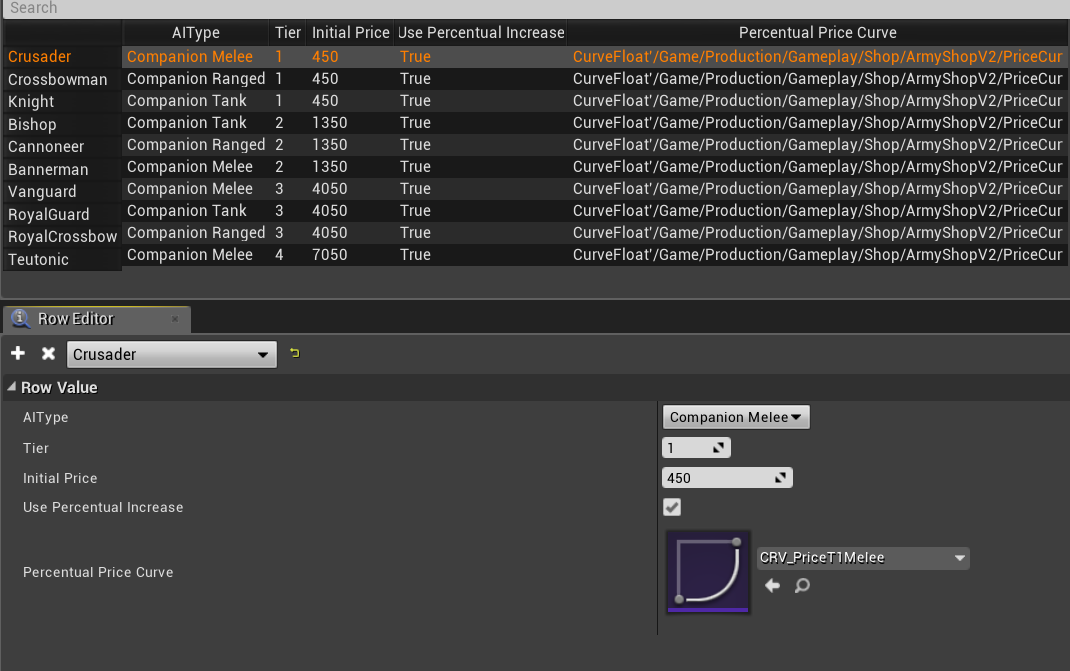 Search
AIType Tier Initial Price Use Percentual Increase Percentual Price Curve
Crusader Companion Melee 1 450 True CurveFloat'/Game/Production/Gameplay/Shop/ArmyShopV2/PriceCur
Crossbowman Companion Ranged 1 450 True CurveFloat'/Game/Production/Gameplay/Shop/ArmyShopV2/PriceCur
Knight Companion Tank 1 450 True CurveFloat'/Game/Production/Gameplay/Shop/ArmyShopV2/PriceCur
Bishop Companion Tank 2 1350 True CurveFloat'/Game/Production/Gameplay/Shop/ArmyShopV2/PriceCur
Cannoneer Companion Ranged 2 1350 True CurveFloat'/Game/Production/Gameplay/Shop/ArmyShopV2/PriceCur
Bannerman Companion Melee 2 1350 True CurveFloat'/Game/Production/Gameplay/Shop/ArmyShopV2/PriceCur
Vanguard Companion Melee 3 4050 True CurveFloat'/Game/Production/Gameplay/Shop/ArmyShopV2/PriceCur
RoyalGuard Companion Tank 3 4050 True CurveFloat'/Game/Production/Gameplay/Shop/ArmyShopV2/PriceCur
RoyalCrossbow Companion Ranged 3 4050 True CurveFloat'/Game/Production/Gameplay/Shop/ArmyShopV2/PriceCur
Teutonic Companion Melee 4 7050 True CurveFloat'/Game/Production/Gameplay/Shop/ArmyShopV2/PriceCur
Row Editor
Crusader
Row Value
AIType Companion Melee
Tier 1
Initial Price 450
Use Percentual Increase
Percentual Price Curve CRV_PriceT1Melee